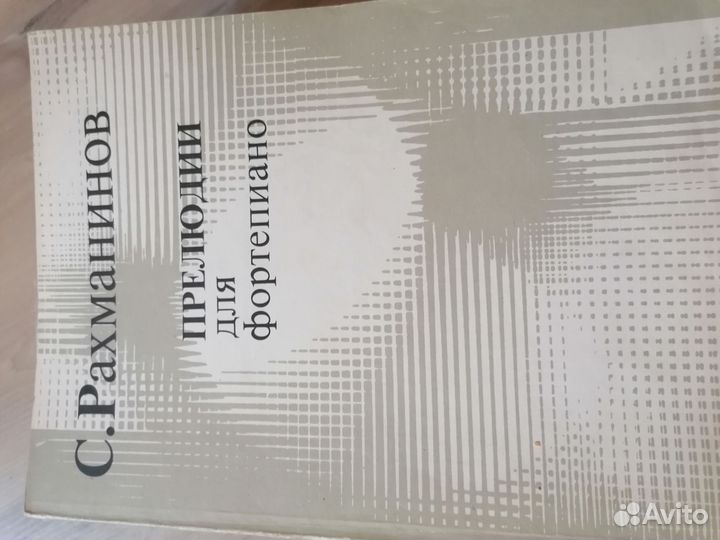 С. Рахманинов
ПРЕЛЮДИИ
для
фортепиано
Avito